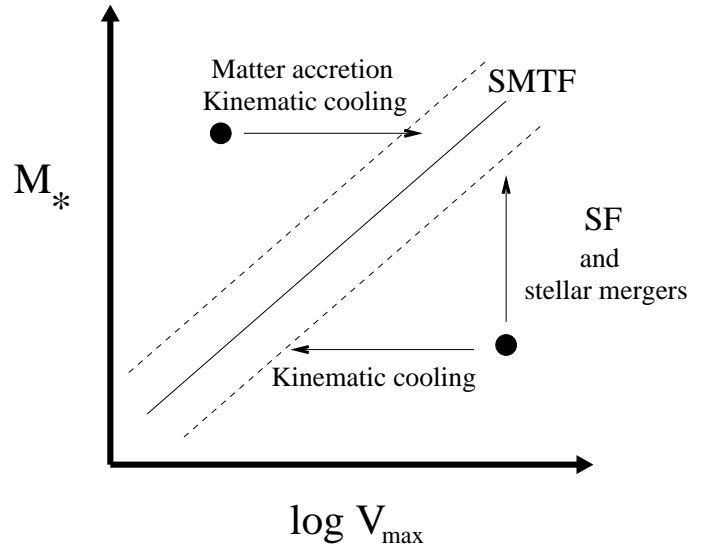 Matter accretion
Kinematic cooling
SMTF
M*
SF
and
stellar mergers
Kinematic cooling
log Vmax